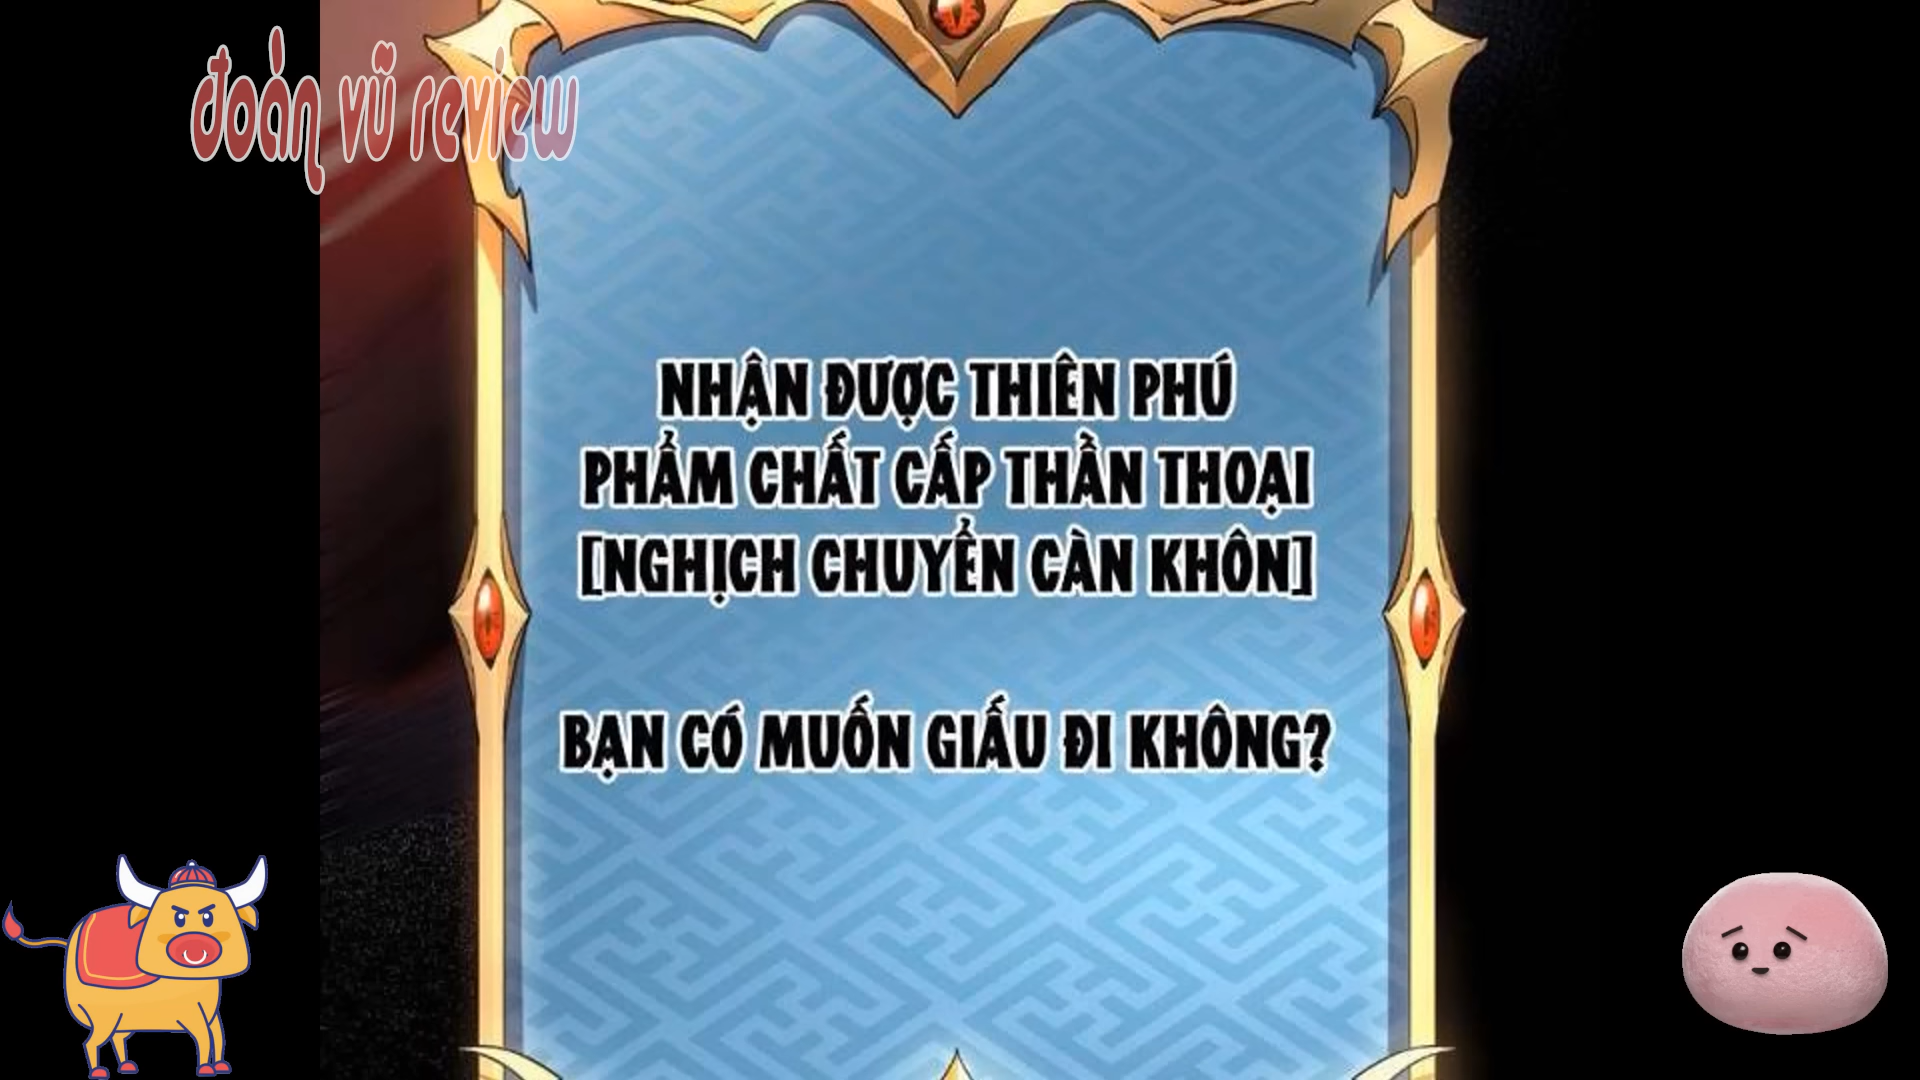 đoản vũ review
NHẬN ĐƯỢC THIÊN PHÚ
PHẨM CHẤT CẤP THẦN THOẠI
[NGHỊCH CHUYỂN CÀN KHÔN]
BẠN CÓ MUỐN GIẤU ĐI KHÔNG?